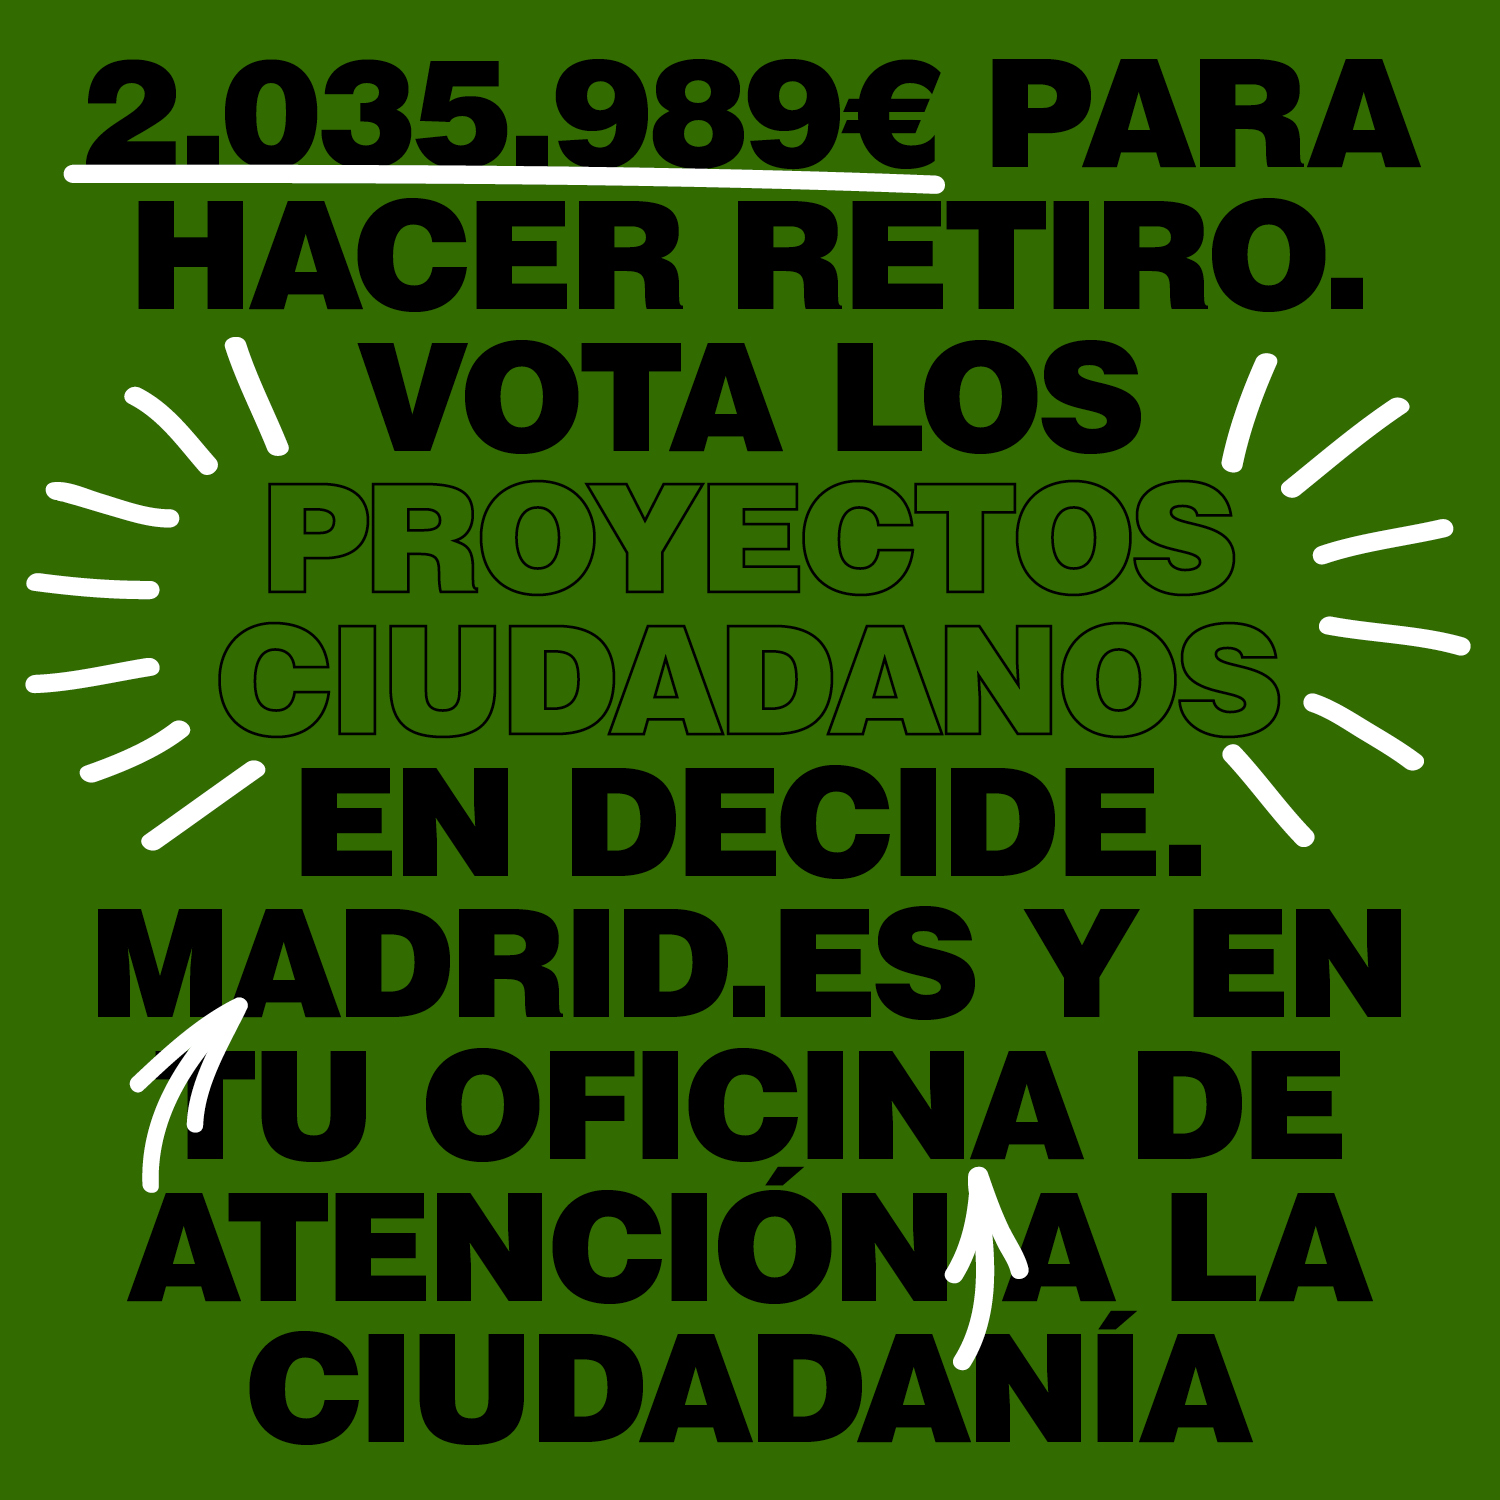 2.035.989€ PARA
HACER RETIRO.
VOTA LOS
PROYECTOS
CIUDADANOS
EN DECIDE.
MADRID.ES Y EN
TU OFICINA DE
ATENCIÓN A LA
CIUDADANÍA